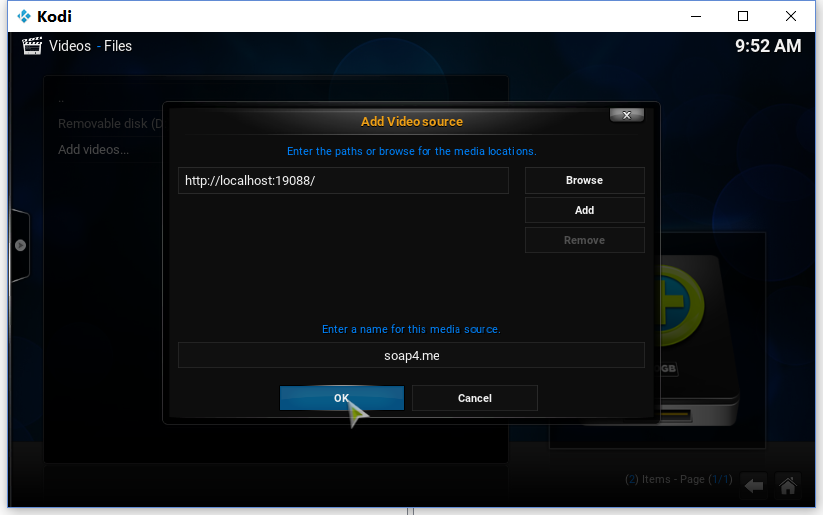 Kodi
Videos - Files
9:52 AM
..
Removable disk (D
Add videos...
Add Video source
Enter the paths or browse for the media locations.
http://localhost:19088/
Browse
Add
Remove
Enter a name for this media source.
soap4.me
OK
Cancel
GB
(2) Items - Page (1/1)